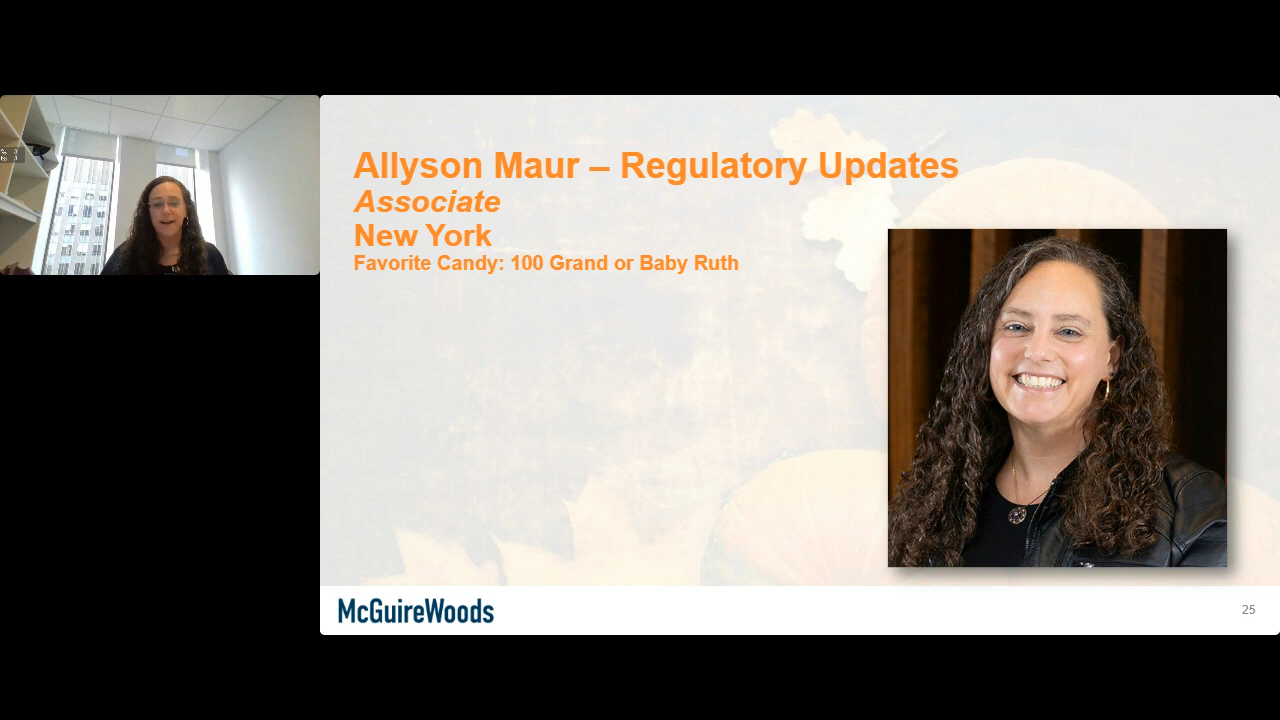 Allyson Maur – Regulatory Updates
Associate
New York
Favorite Candy: 100 Grand or Baby Ruth
McGuireWoods
25